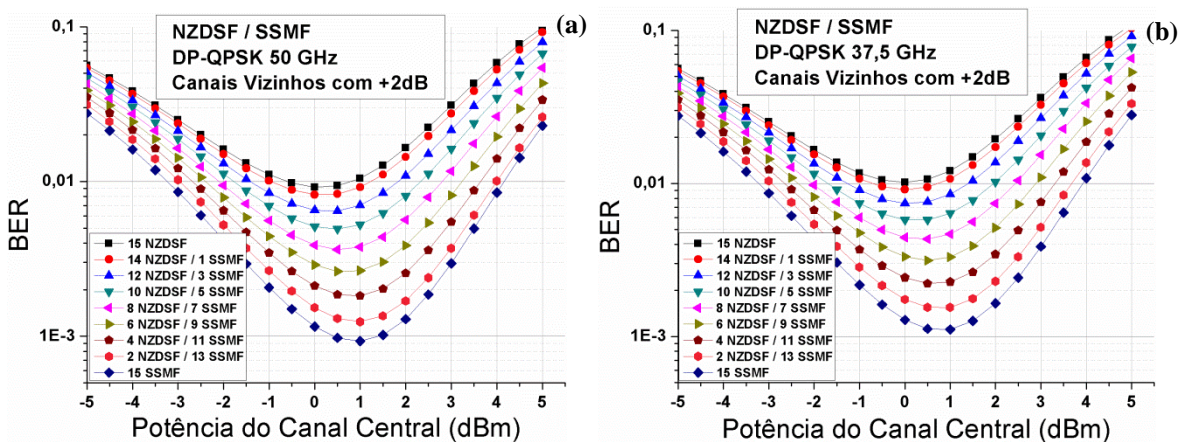 NZDSF / SSMF
DP-QPSK 50 GHz
Canais Vizinhos com +2dB
(a)
0,1
0,01
1E-3
BER
15 NZDSF
14 NZDSF / 1 SSMF
12 NZDSF / 3 SSMF
10 NZDSF / 5 SSMF
8 NZDSF / 7 SSMF
6 NZDSF / 9 SSMF
4 NZDSF / 11 SSMF
2 NZDSF / 13 SSMF
15 SSMF
-5 -4 -3 -2 -1 0 1 2 3 4 5
Potência do Canal Central (dBm)
NZDSF / SSMF
DP-QPSK 37,5 GHz
Canais Vizinhos com +2dB
(b)
0,1
0,01
1E-3
BER
15 NZDSF
14 NZDSF / 1 SSMF
12 NZDSF / 3 SSMF
10 NZDSF / 5 SSMF
8 NZDSF / 7 SSMF
6 NZDSF / 9 SSMF
4 NZDSF / 11 SSMF
2 NZDSF / 13 SSMF
15 SSMF
-5 -4 -3 -2 -1 0 1 2 3 4 5
Potência do Canal Central (dBm)